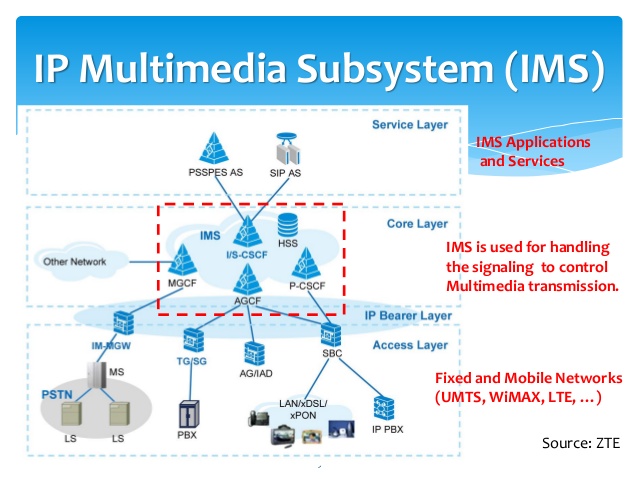 IP Multimedia Subsystem (IMS)
Service Layer
IMS Applications
and Services
PSSPES AS
SIP AS
Core Layer
IMS
HSS
I/S-CSCF
IMS is used for handling
the signaling to control
Multimedia transmission.
Other Network
MGCF
P-CSCF
AGCF
IP Bearer Layer
IM-MGW
Access Layer
TG/SG
SBC
MS
AG/IAD
Fixed and Mobile Networks
(UMTS, WiMAX, LTE, ...)
PSTN
LAN/xDSL/
xPON
LS
LS
PBX
IP PBX
Source: ZTE